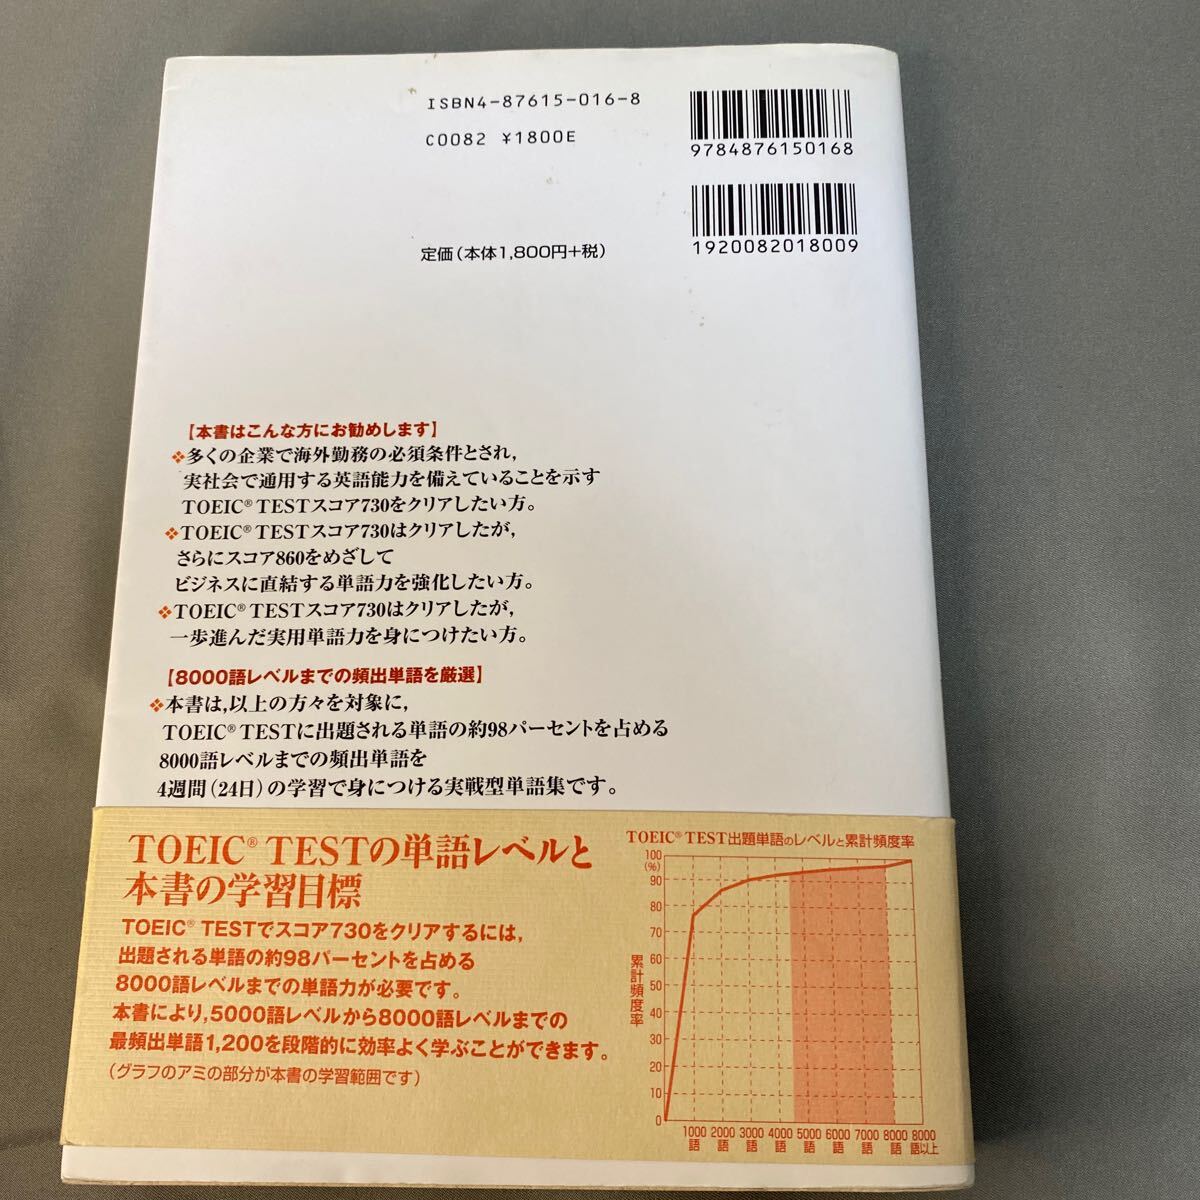 ISBN4-87615-016-8
C0082 ¥1800E
9784876150168
1920082018009
定価(本体1,800円+税)
【本書はこんな方にお勧めします】
❖多くの企業で海外勤務の必須条件とされ,
実社会で通用する英語能力を備えていることを示す
TOEIC® TESTスコア730をクリアしたい方。
❖TOEIC® TESTスコア730はクリアしたが,
さらにスコア860をめざして
ビジネスに直結する単語力を強化したい方。
❖TOEIC® TESTスコア730はクリアしたが,
一歩進んだ実用単語力を身につけたい方。
【8000語レベルまでの頻出単語を厳選】
❖本書は,以上の方々を対象に,
TOEIC® TESTに出題される単語の約98パーセントを占める
8000語レベルまでの頻出単語を
4週間(24日)の学習で身につける実戦型単語集です。
TOEIC® TESTの単語レベルと
本書の学習目標
TOEIC® TESTでスコア730をクリアするには,
出題される単語の約98パーセントを占める
8000語レベルまでの単語力が必要です。
本書により,5000語レベルから8000語レベルまでの
最頻出単語1,200を段階的に効率よく学ぶことができます。
(グラフのアミの部分が本書の学習範囲です)
TOEIC® TEST出題単語のレベルと累計頻度率
100
(%)
90
80
70
60
50
40
30
20
10
0
累計頻度率
1000 2000 3000 4000 5000 6000 7000 8000 8000
語 語 語 語 語 語 語 語 語以上